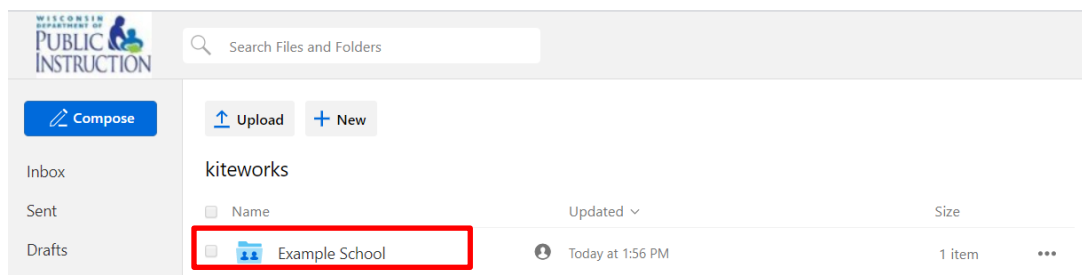 WISCONSIN
DEPARTMENT OF
PUBLIC
INSTRUCTION
Search Files and Folders
Compose
Upload
New
Inbox
kiteworks
Sent
Name
Updated
Size
Drafts
Example School
Today at 1:56 PM
1 item